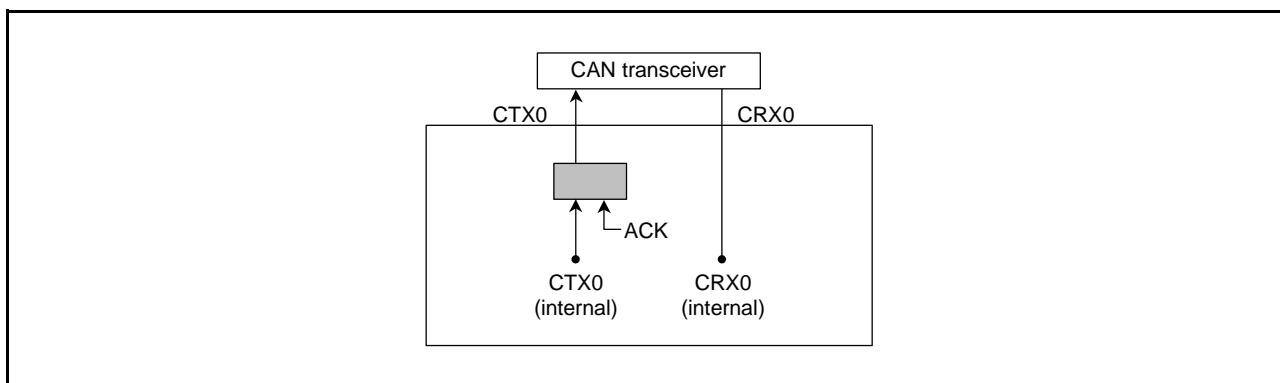 CAN transceiver
CTX0 CRX0
ACK
CTX0 CRX0
(internal) (internal)